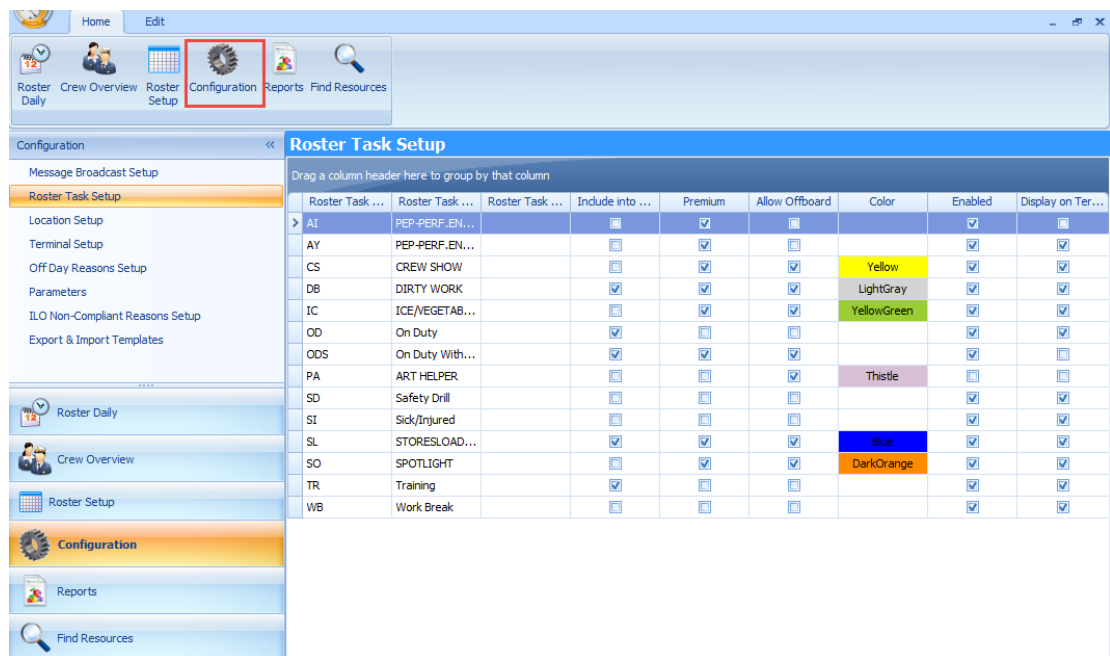 Home Edit
Roster Daily
Crew Overview
Roster Setup
Configuration
Reports
Find Resources
Configuration «
Message Broadcast Setup
Roster Task Setup
Location Setup
Terminal Setup
Off Day Reasons Setup
Parameters
ILO Non-Compliant Reasons Setup
Export & Import Templates
Roster Daily
Crew Overview
Roster Setup
Configuration
Reports
Find Resources
Roster Task Setup
Drag a column header here to group by that column
Roster Task ... Roster Task ... Roster Task ... Include into ... Premium Allow Offboard Color Enabled Display on Ter...
AI PEP-PERF.EN...
AY PEP-PERF.EN...
CS CREW SHOW Yellow
DB DIRTY WORK LightGray
IC ICE/VEGETAB... YellowGreen
OD On Duty
ODS On Duty With...
PA ART HELPER Thistle
SD Safety Drill
SI Sick/Injured
SL STORESLOAD... Blue
SO SPOTLIGHT DarkOrange
TR Training
WB Work Break